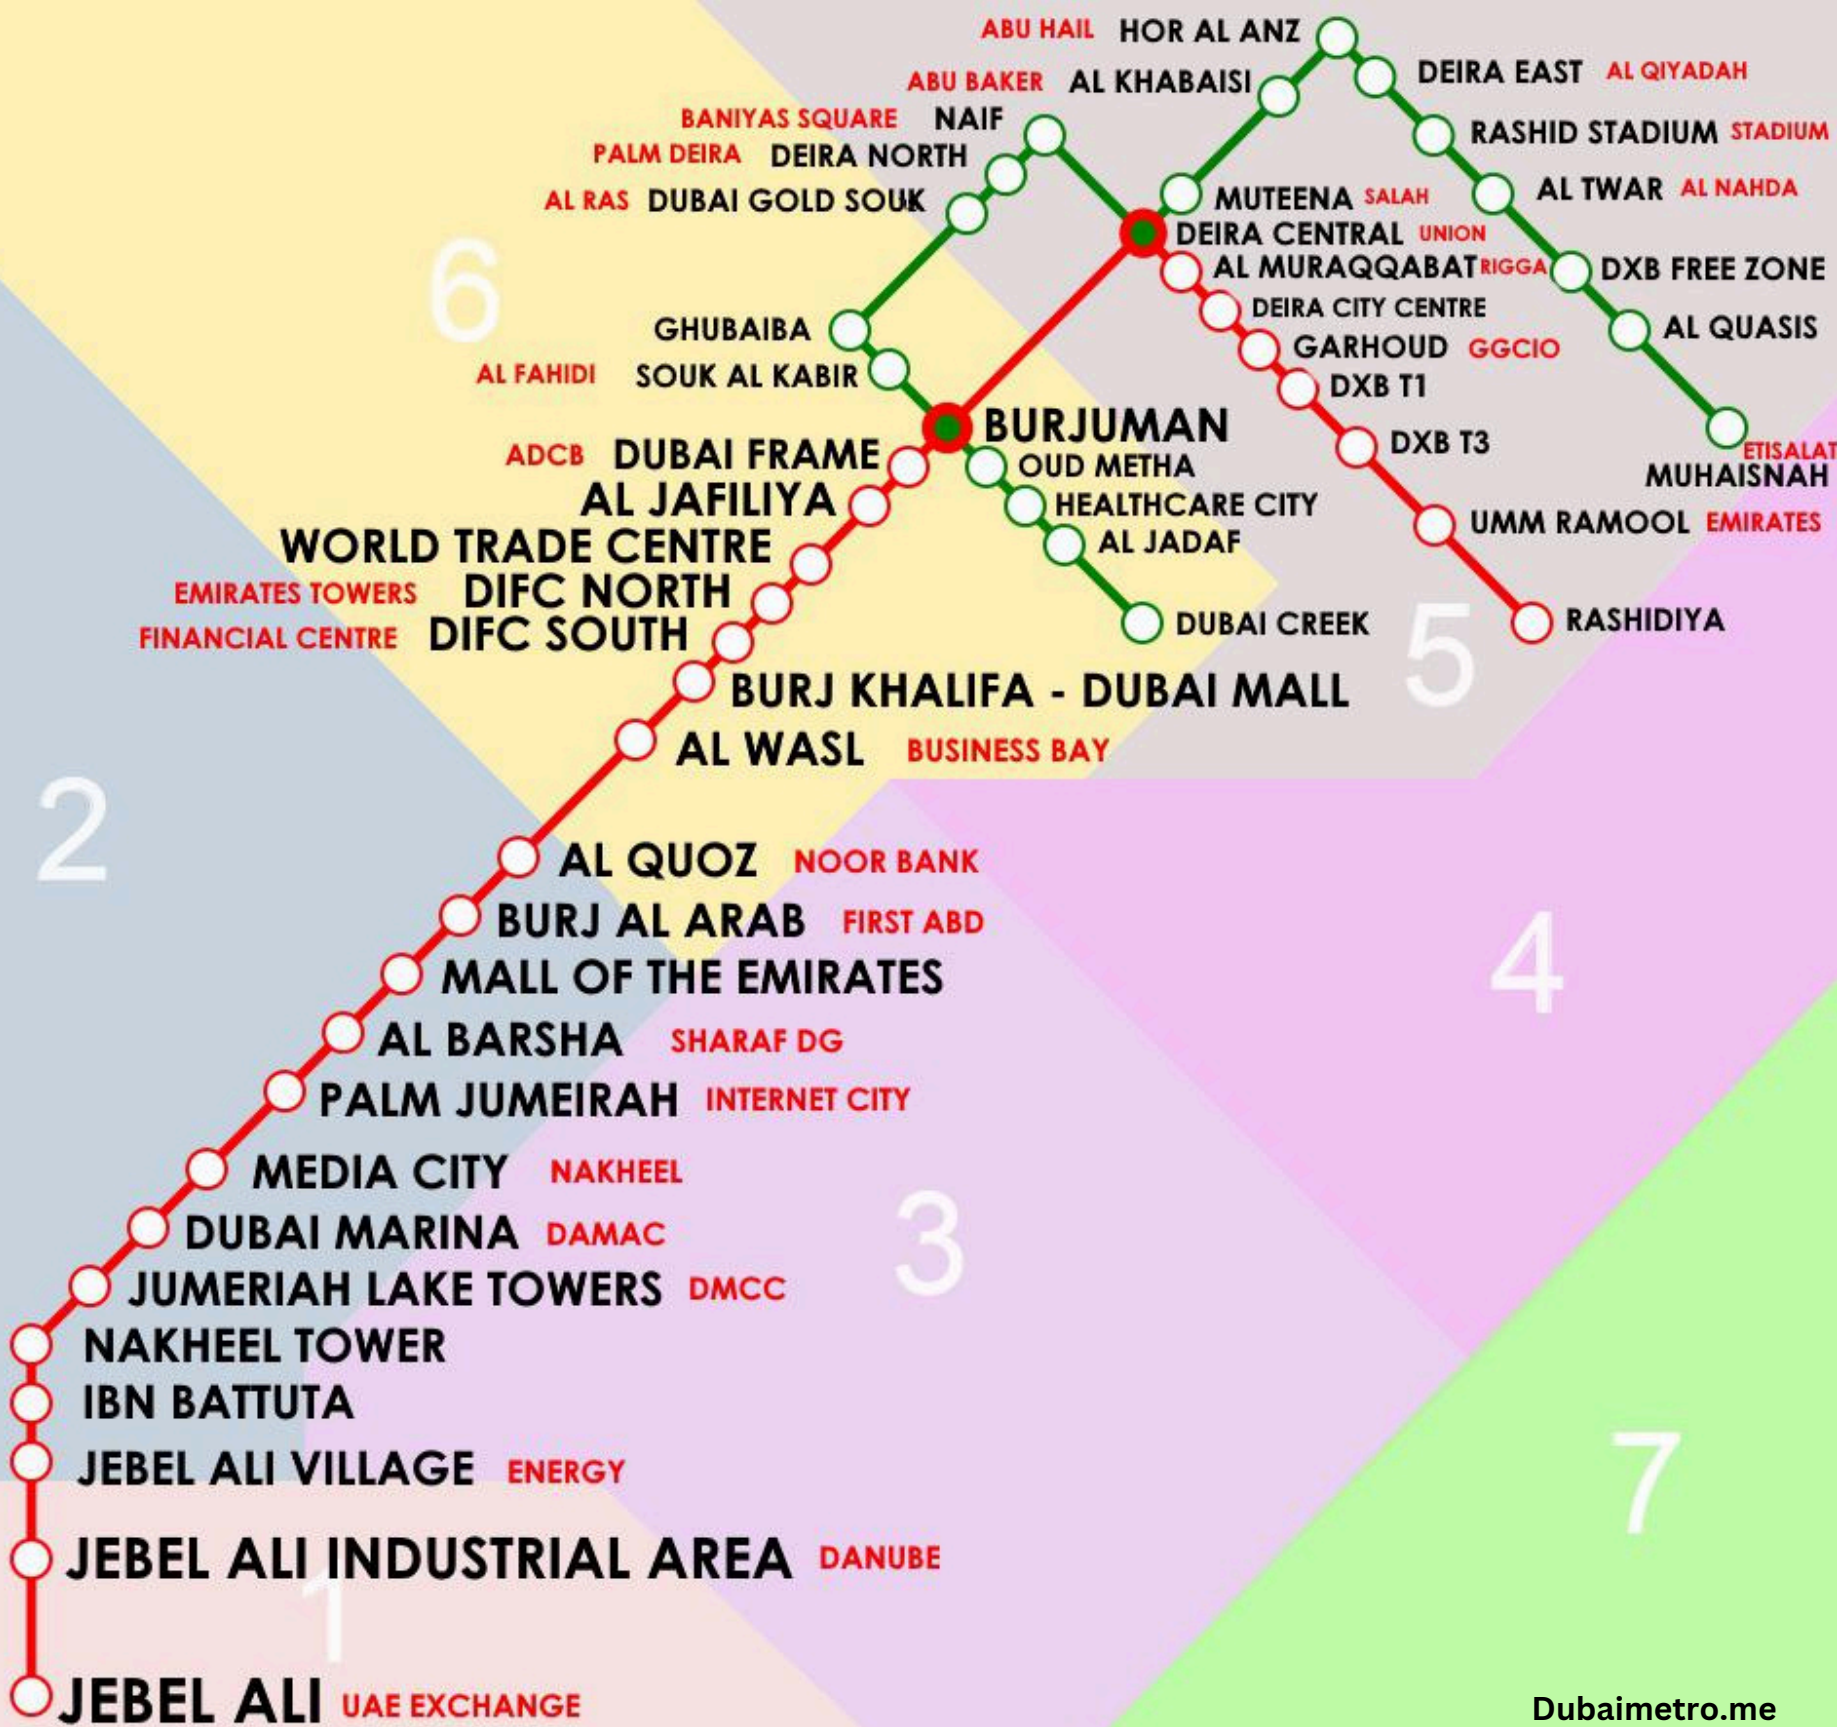 ABU HAIL HOR AL ANZ
DEIRA EAST AL QIYADAH
ABU BAKER AL KHABAISI
BANIYAS SQUARE NAIF
RASHID STADIUM STADIUM
PALM DEIRA DEIRA NORTH
AL TWAR AL NAHDA
AL RAS DUBAI GOLD SOUK
MUTEENA SALAH
DEIRA CENTRAL UNION
AL MURAQQABAT RIGGA
DXB FREE ZONE
6
DEIRA CITY CENTRE
GHUBAIBA
AL QUASIS
GARHOUD GGCIO
AL FAHIDI SOUK AL KABIR
DXB T1
BURJUMAN
DXB T3
ETISALAT
MUHAISNAH
ADCB DUBAI FRAME
OUD METHA
AL JAFILIYA
HEALTHCARE CITY
UMM RAMOOL EMIRATES
WORLD TRADE CENTRE
AL JADAF
EMIRATES TOWERS DIFC NORTH
DUBAI CREEK
RASHIDIYA
FINANCIAL CENTRE DIFC SOUTH
5
BURJ KHALIFA - DUBAI MALL
AL WASL BUSINESS BAY
2
AL QUOZ NOOR BANK
BURJ AL ARAB FIRST ABD
4
MALL OF THE EMIRATES
AL BARSHA SHARAF DG
PALM JUMEIRAH INTERNET CITY
MEDIA CITY NAKHEEL
3
DUBAI MARINA DAMAC
JUMERIAH LAKE TOWERS DMCC
NAKHEEL TOWER
IBN BATTUTA
JEBEL ALI VILLAGE ENERGY
7
JEBEL ALI INDUSTRIAL AREA DANUBE
1
JEBEL ALI UAE EXCHANGE
Dubaimetro.me